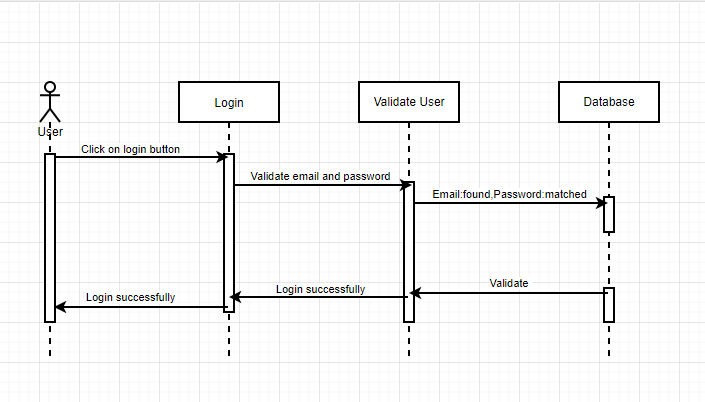 Login
Validate User
Database
User
Click on login button
Validate email and password
Email:found,Password:matched
Validate
Login successfully
Login successfully